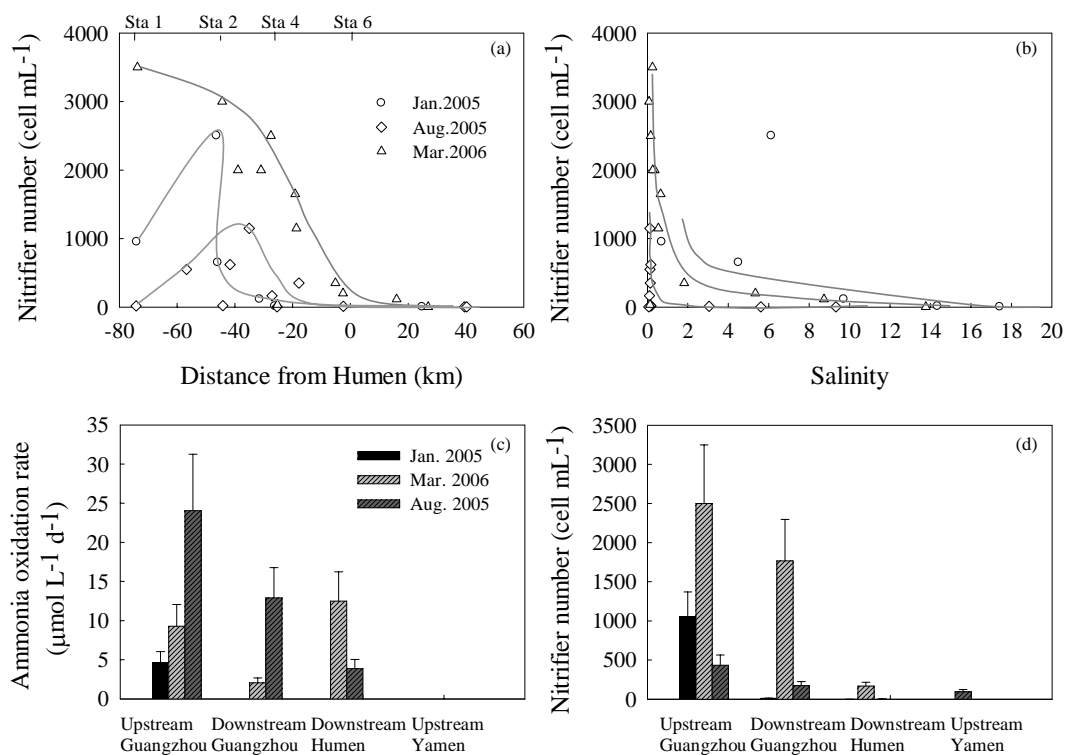 Sta 1 Sta 2 Sta 4 Sta 6
4000
3000
2000
1000
0
Nitrifier number (cell mL-1)
(a)
Jan.2005
Aug.2005
Mar.2006
-80 -60 -40 -20 0 20 40
Distance from Humen (km)
4000
3000
2000
1000
0
Nitrifier number (cell mL-1)
(b)
0 2 4 6 8 10 12 14 16 18 20
Salinity
35
30
25
20
15
10
5
0
Ammonia oxidation rate
(μmol L-1 d-1)
(c)
Jan. 2005
Mar. 2006
Aug. 2005
Upstream Downstream Downstream Upstream
Guangzhou Guangzhou Humen Yamen
3500
3000
2500
2000
1500
1000
500
0
Nitrifier number (cell mL-1)
(d)
Upstream Downstream Downstream Upstream
Guangzhou Guangzhou Humen Yamen